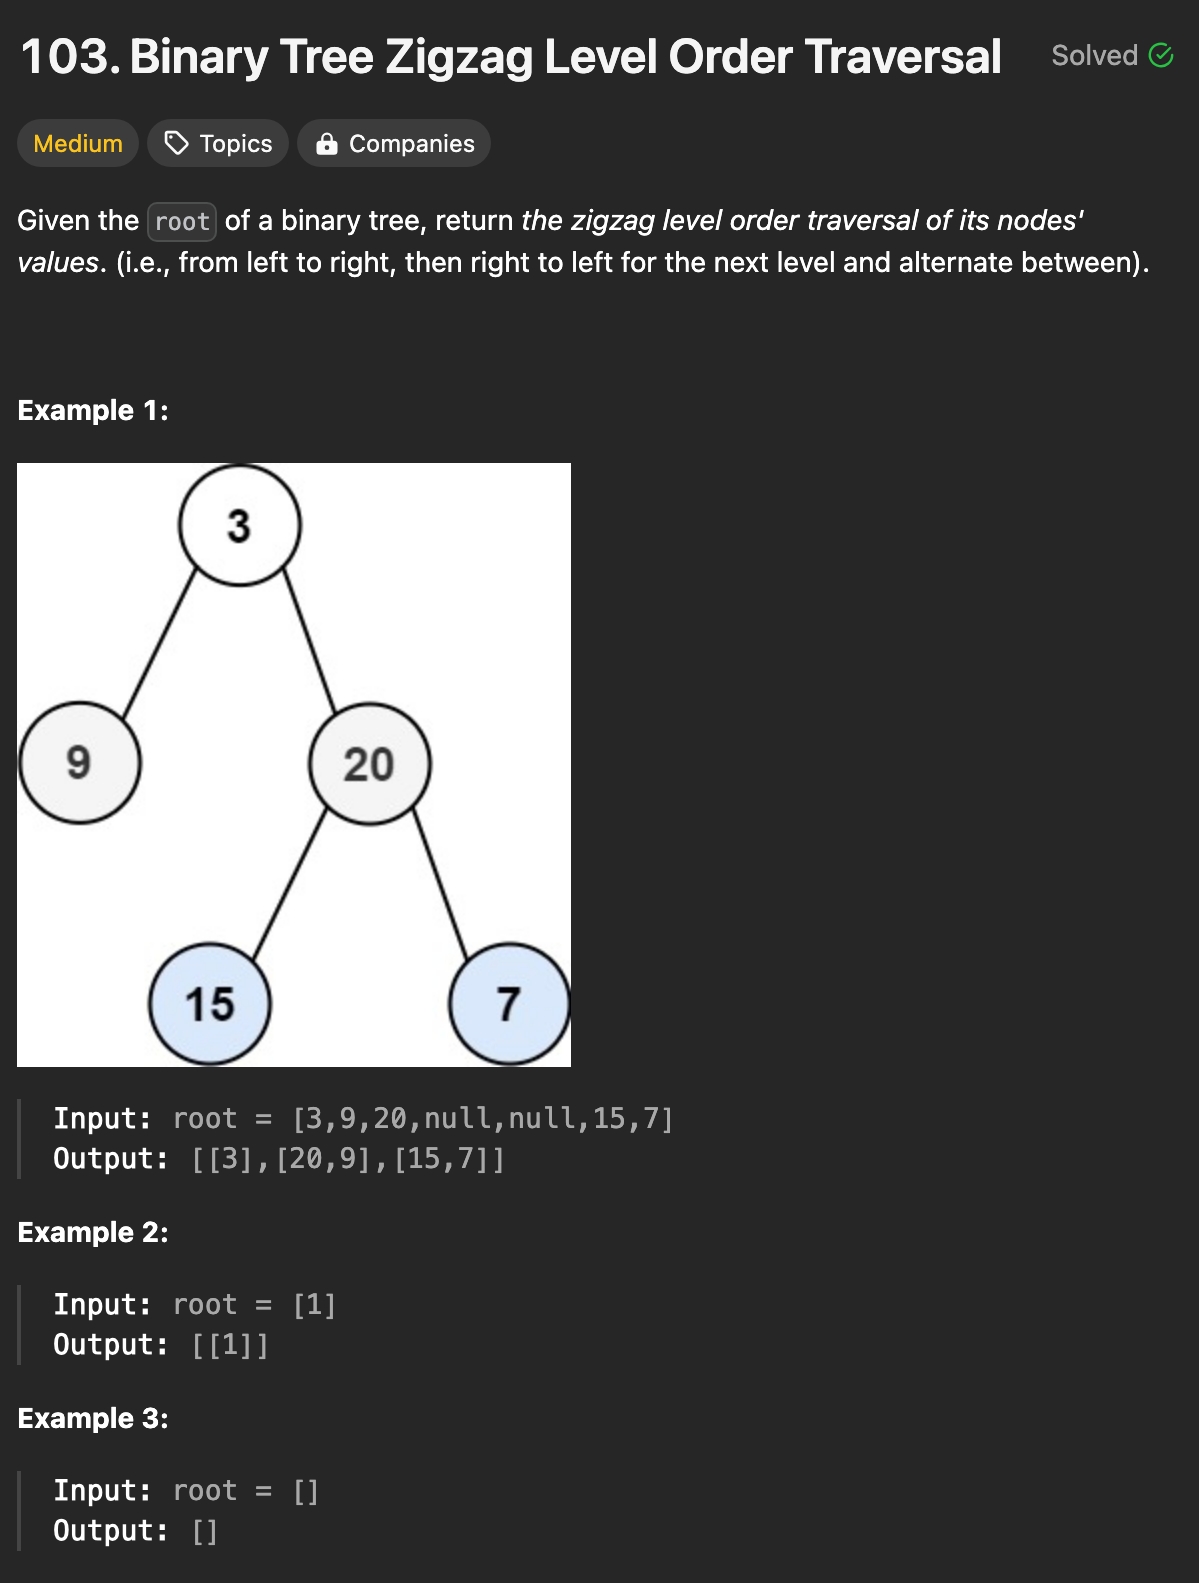 103. Binary Tree Zigzag Level Order Traversal Solved
Medium Topics Companies
Given the root of a binary tree, return the zigzag level order traversal of its nodes'
values. (i.e., from left to right, then right to left for the next level and alternate between).
Example 1:
3
9 20
15 7
Input: root = [3,9,20,null,null,15,7]
Output: [[3],[20,9],[15,7]]
Example 2:
Input: root = [1]
Output: [[1]]
Example 3:
Input: root = []
Output: []